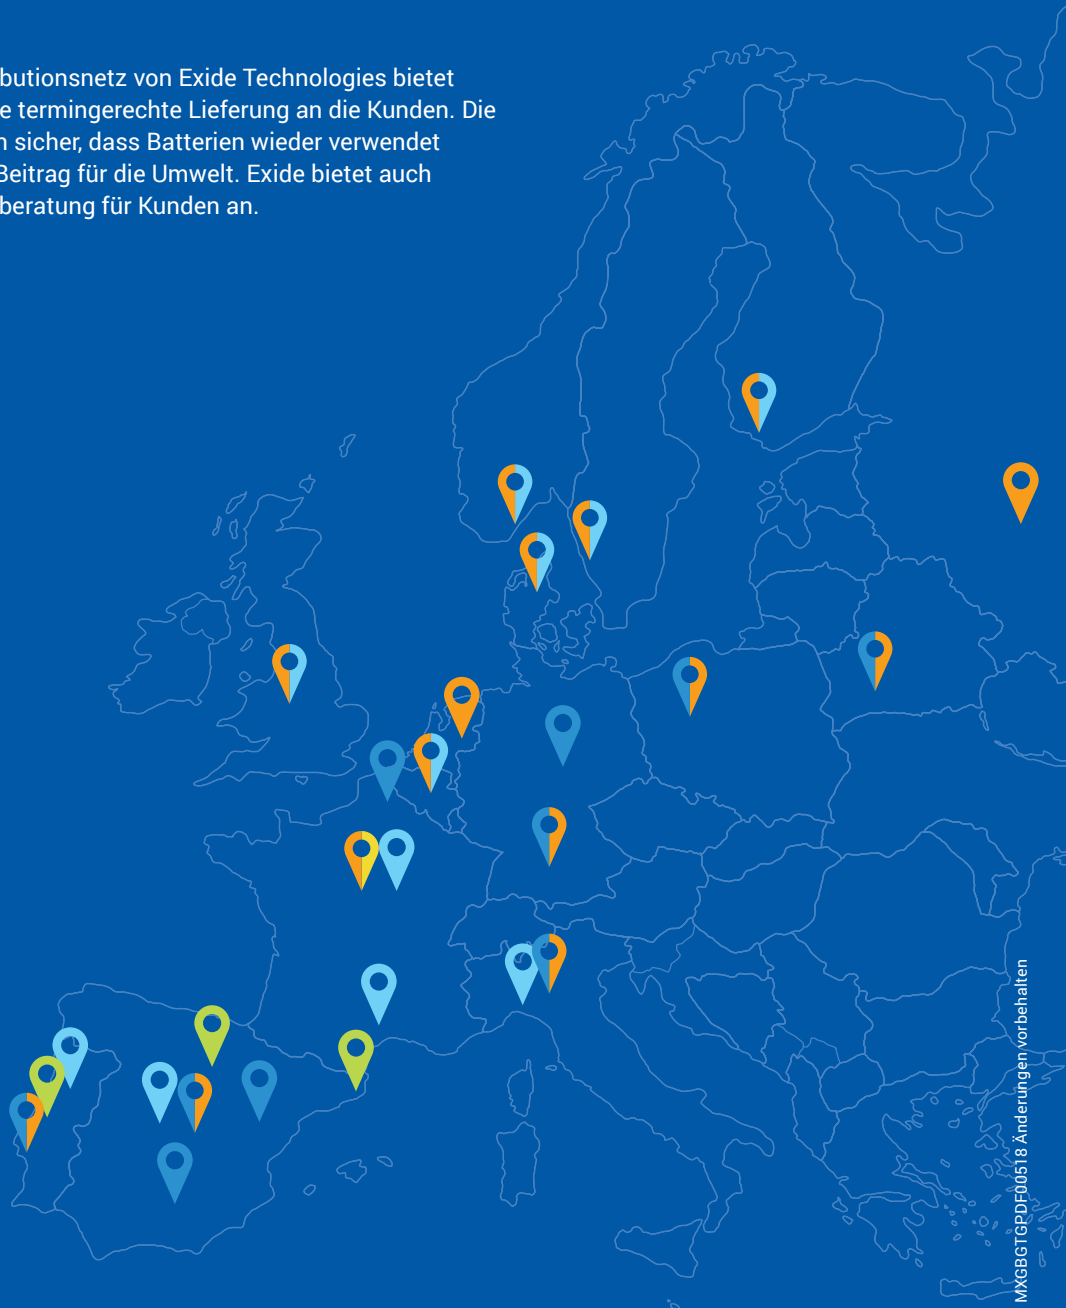 butionsnetz von Exide Technologies bietet
e termingerechte Lieferung an die Kunden. Die
n sicher, dass Batterien wieder verwendet
Beitrag für die Umwelt. Exide bietet auch
beratung für Kunden an.
MXGBGTGPDF00518 Änderungen vorbehalten